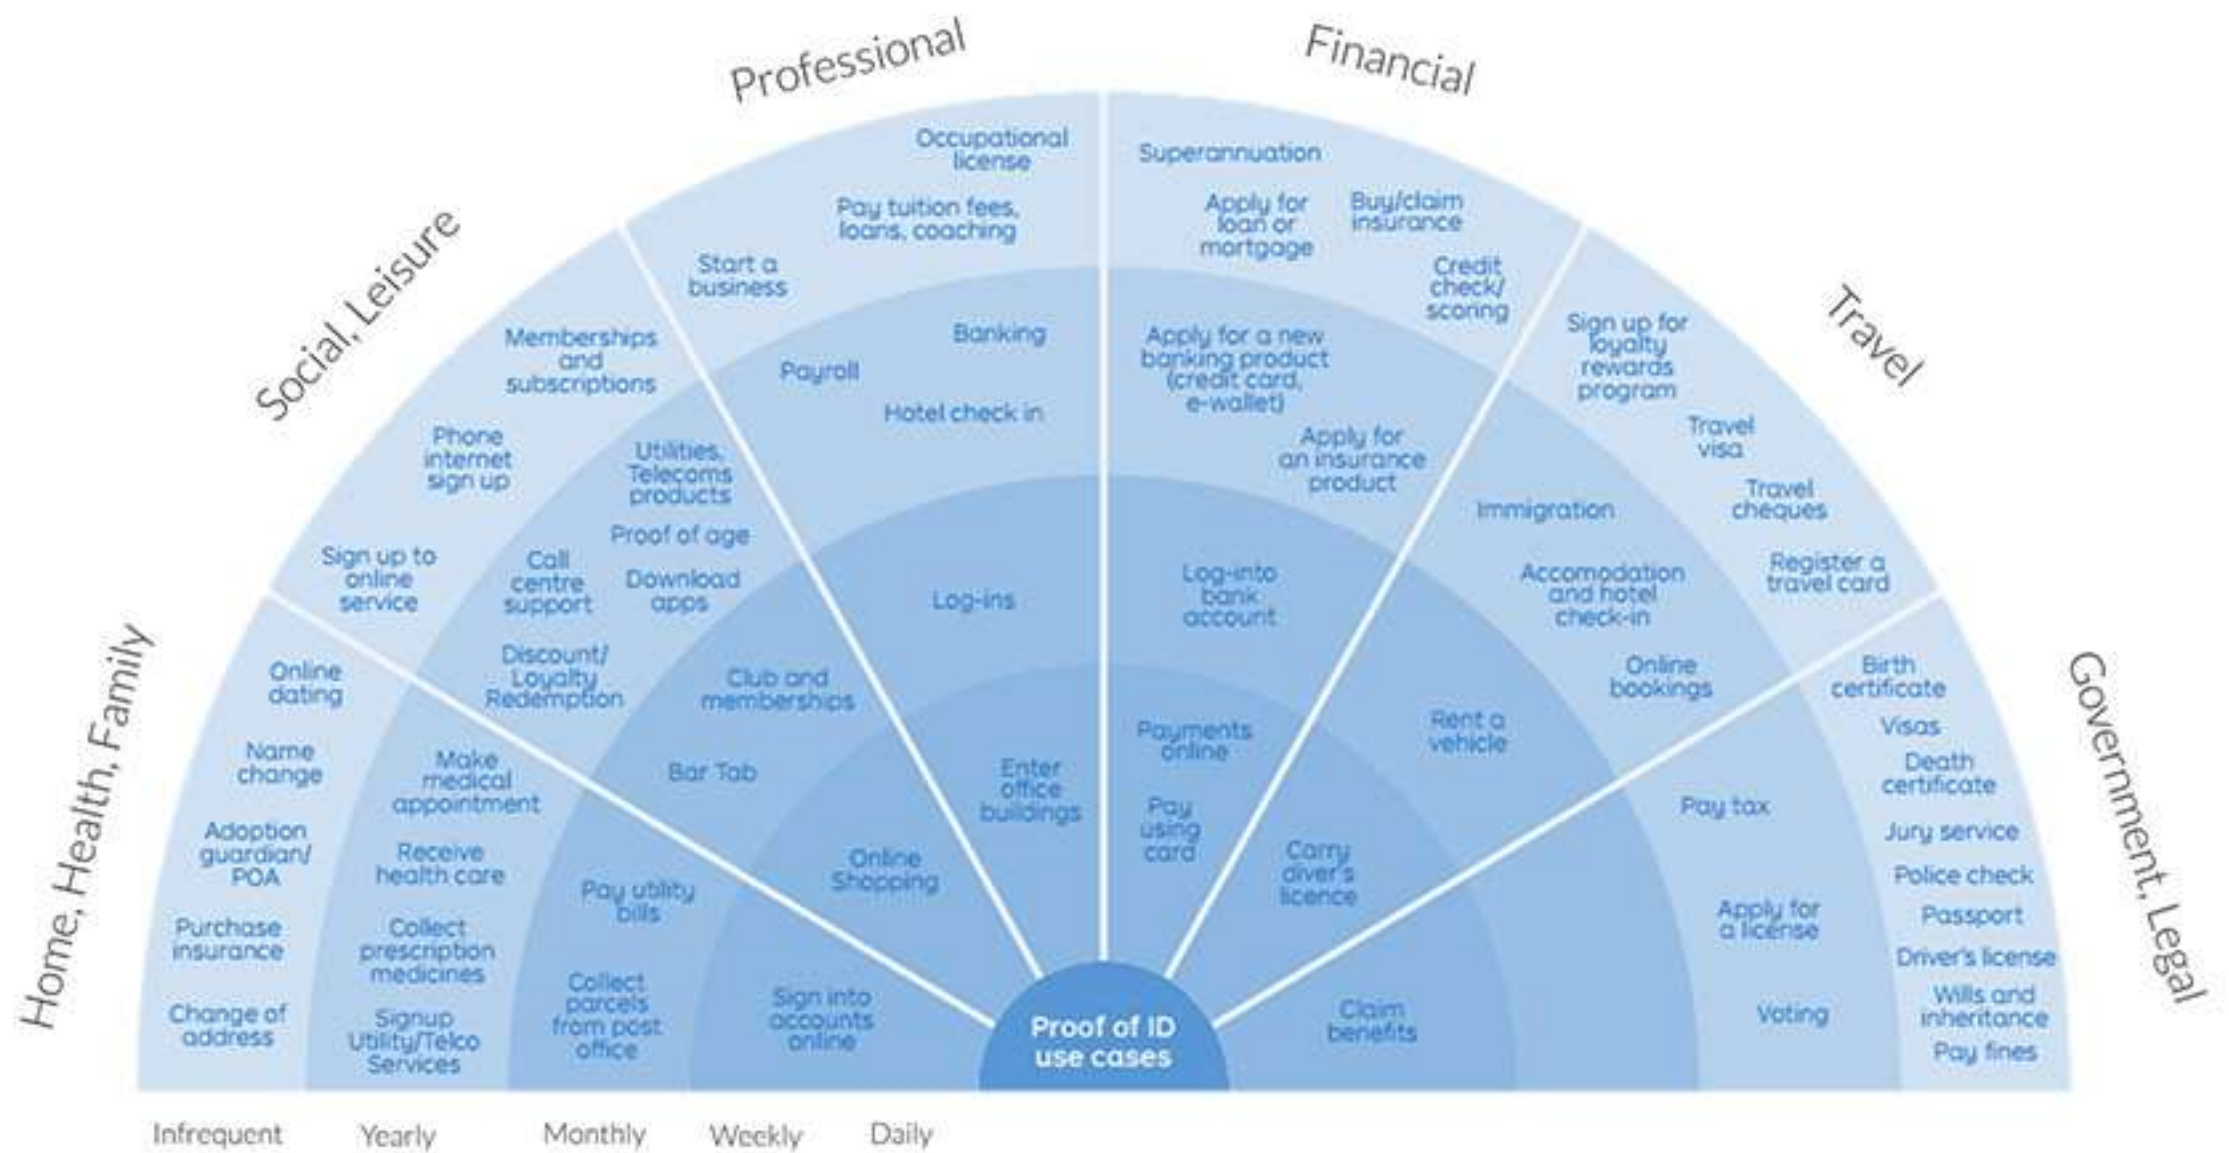 Professional
Financial
Social, Leisure
Travel
Home, Health, Family
Government, Legal
Online
dating
Name
change
Adoption
guardian/
POA
Purchase
insurance
Change of
address
Make
medical
appointment
Receive
health care
Collect
prescription
medicines
Signup
Utility/Telco
Services
Pay utility
bills
Collect
parcels
from post
office
Sign into
accounts
online
Memberships
and
subscriptions
Phone
internet
sign up
Sign up to
online
service
Utilities,
Telecoms
products
Proof of age
Call
centre
support
Download
apps
Discount/
Loyalty
Redemption
Club and
memberships
Bar Tab
Online
Shopping
Occupational
license
Pay tuition fees,
loans, coaching
Start a
business
Banking
Payroll
Hotel check in
Log-ins
Enter
office
buildings
Superannuation
Apply for
loan or
mortgage
Buy/claim
insurance
Credit
check/
scoring
Apply for a new
banking product
(credit card,
e-wallet)
Apply for
an insurance
product
Log-into
bank
account
Payments
online
Pay
using
card
Sign up for
loyalty
rewards
program
Travel
visa
Travel
cheques
Register a
travel card
Immigration
Accomodation
and hotel
check-in
Online
bookings
Rent a
vehicle
Carry
diver's
licence
Birth
certificate
Visas
Death
certificate
Jury service
Police check
Passport
Driver's license
Wills and
inheritance
Pay fines
Pay tax
Apply for
a license
Voting
Claim
benefits
Proof of ID
use cases
Infrequent
Yearly
Monthly
Weekly
Daily